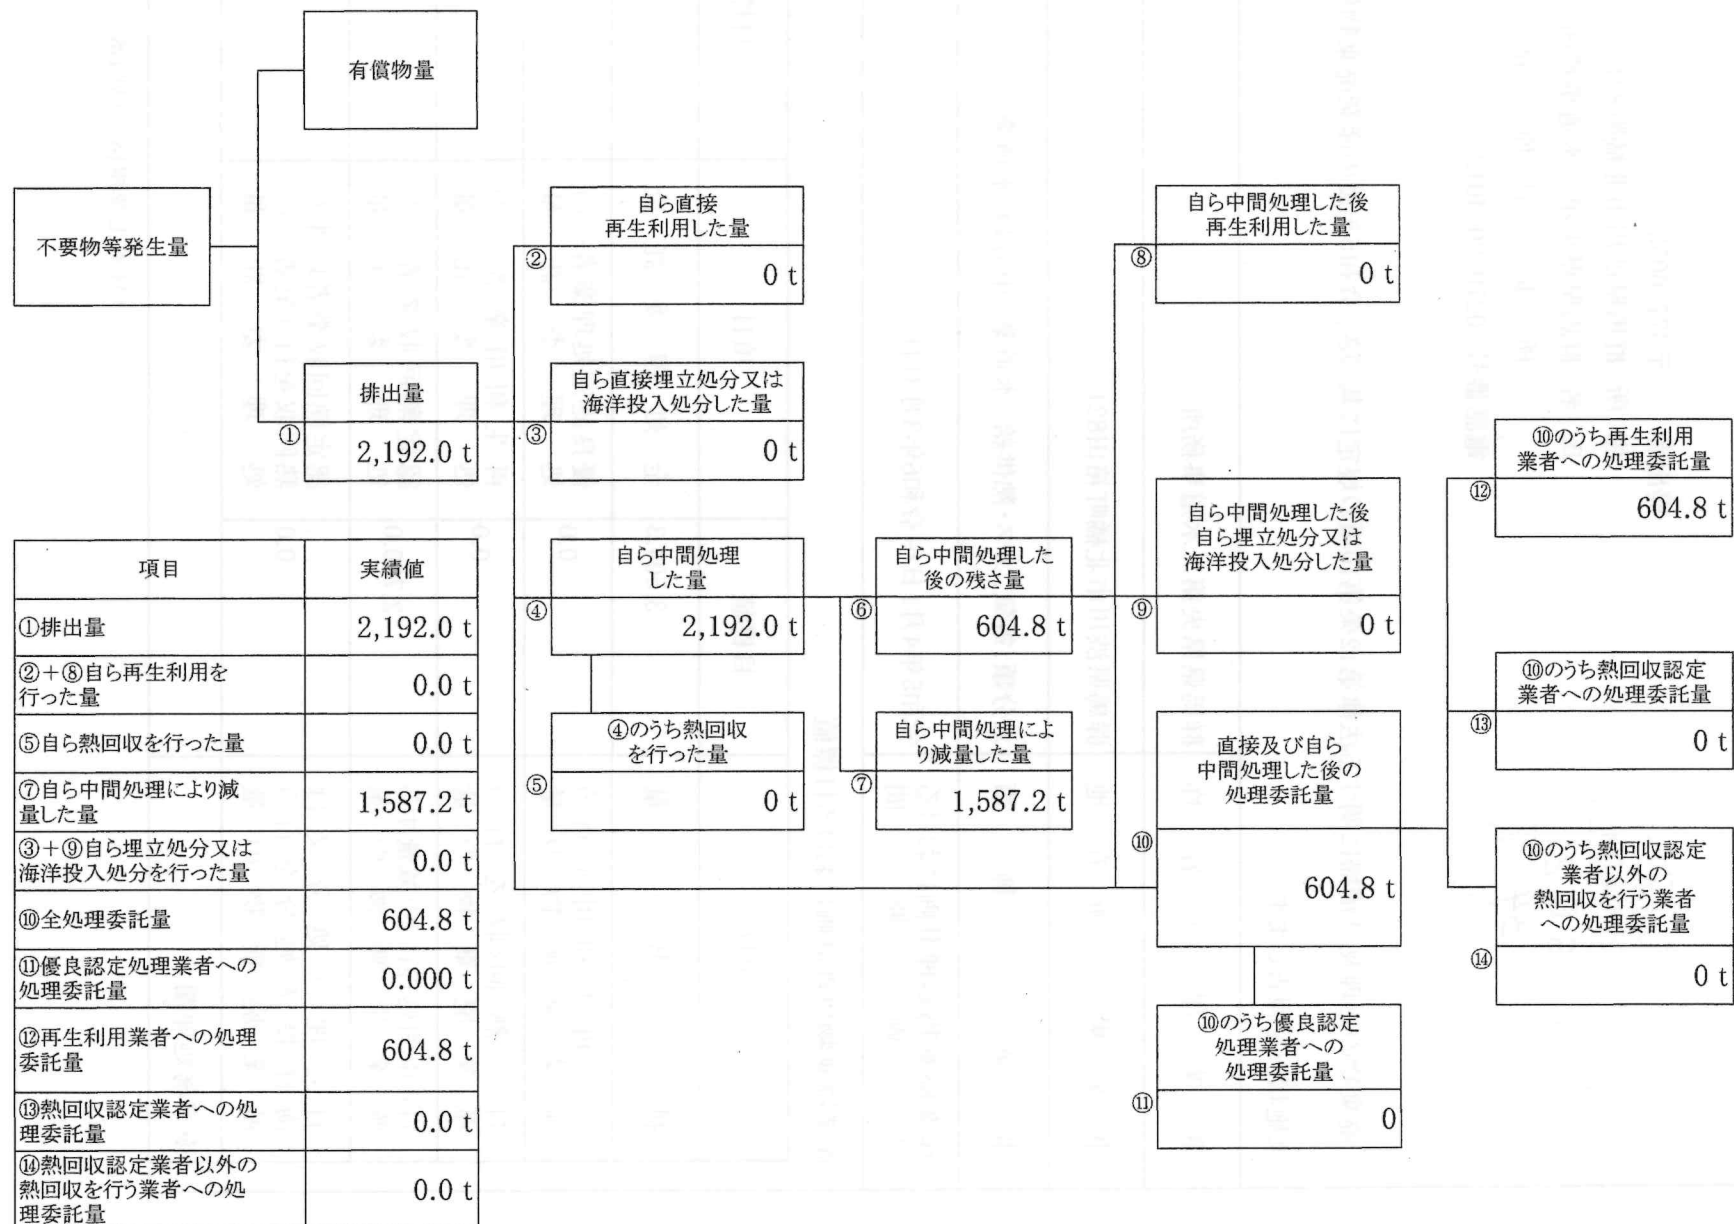 有償物量
不要物等発生量
自ら直接
再生利用した量
②
0 t
自ら中間処理した後
再生利用した量
⑧
0 t
排出量
①
2,192.0 t
自ら直接埋立処分又は
海洋投入処分した量
③
0 t
⑩のうち再生利用
業者への処理委託量
⑫
604.8 t
自ら中間処理
した量
④
2,192.0 t
自ら中間処理した
後の残さ量
⑥
604.8 t
自ら中間処理した後
自ら埋立処分又は
海洋投入処分した量
⑨
0 t
⑩のうち熱回収認定
業者への処理委託量
⑬
0 t
④のうち熱回収
を行った量
⑤
0 t
自ら中間処理によ
り減量した量
⑦
1,587.2 t
直接及び自ら
中間処理した後の
処理委託量
⑩
604.8 t
⑩のうち熱回収認定
業者以外の
熱回収を行う業者
への処理委託量
⑭
0 t
⑩のうち優良認定
処理業者への
処理委託量
⑪
0
項目 実績値
①排出量 2,192.0 t
②+⑧自ら再生利用を
行った量 0.0 t
⑤自ら熱回収を行った量 0.0 t
⑦自ら中間処理により減
量した量 1,587.2 t
③+⑨自ら埋立処分又は
海洋投入処分を行った量 0.0 t
⑩全処理委託量 604.8 t
⑪優良認定処理業者への
処理委託量 0.000 t
⑫再生利用業者への処理
委託量 604.8 t
⑬熱回収認定業者への処
理委託量 0.0 t
⑭熱回収認定業者以外の
熱回収を行う業者への処
理委託量 0.0 t